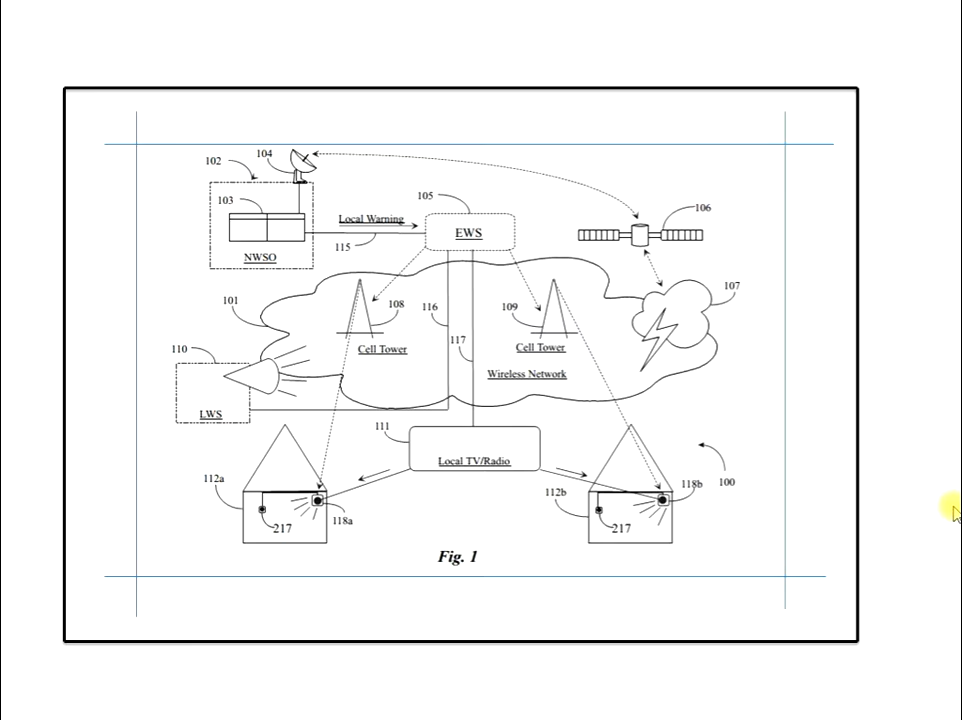 104
102
103
105
106
Local Warning
EWS
115
NWSO
107
101
108
116
109
117
110
Cell Tower
Cell Tower
Wireless Network
LWS
111
Local TV/Radio
112a
112b
118b
100
118a
217
217
Fig. 1